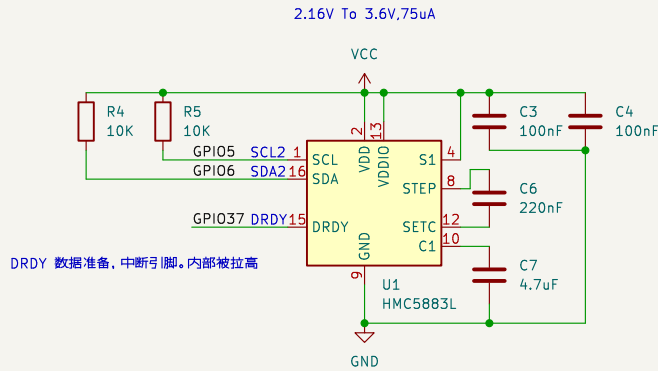 2.16V To 3.6V,75uA
VCC
R4
10K
R5
10K
C3
100nF
C4
100nF
2
13
VDD
VDDIO
GPIO5 SCL2 1 SCL
GPIO6 SDA2 16 SDA
S1 4
STEP 8
C6
220nF
GPIO37 DRDY 15 DRDY
SETC 12
C1 10
GND
9
DRDY 数据准备，中断引脚。内部被拉高
C7
4.7uF
U1
HMC5883L
GND